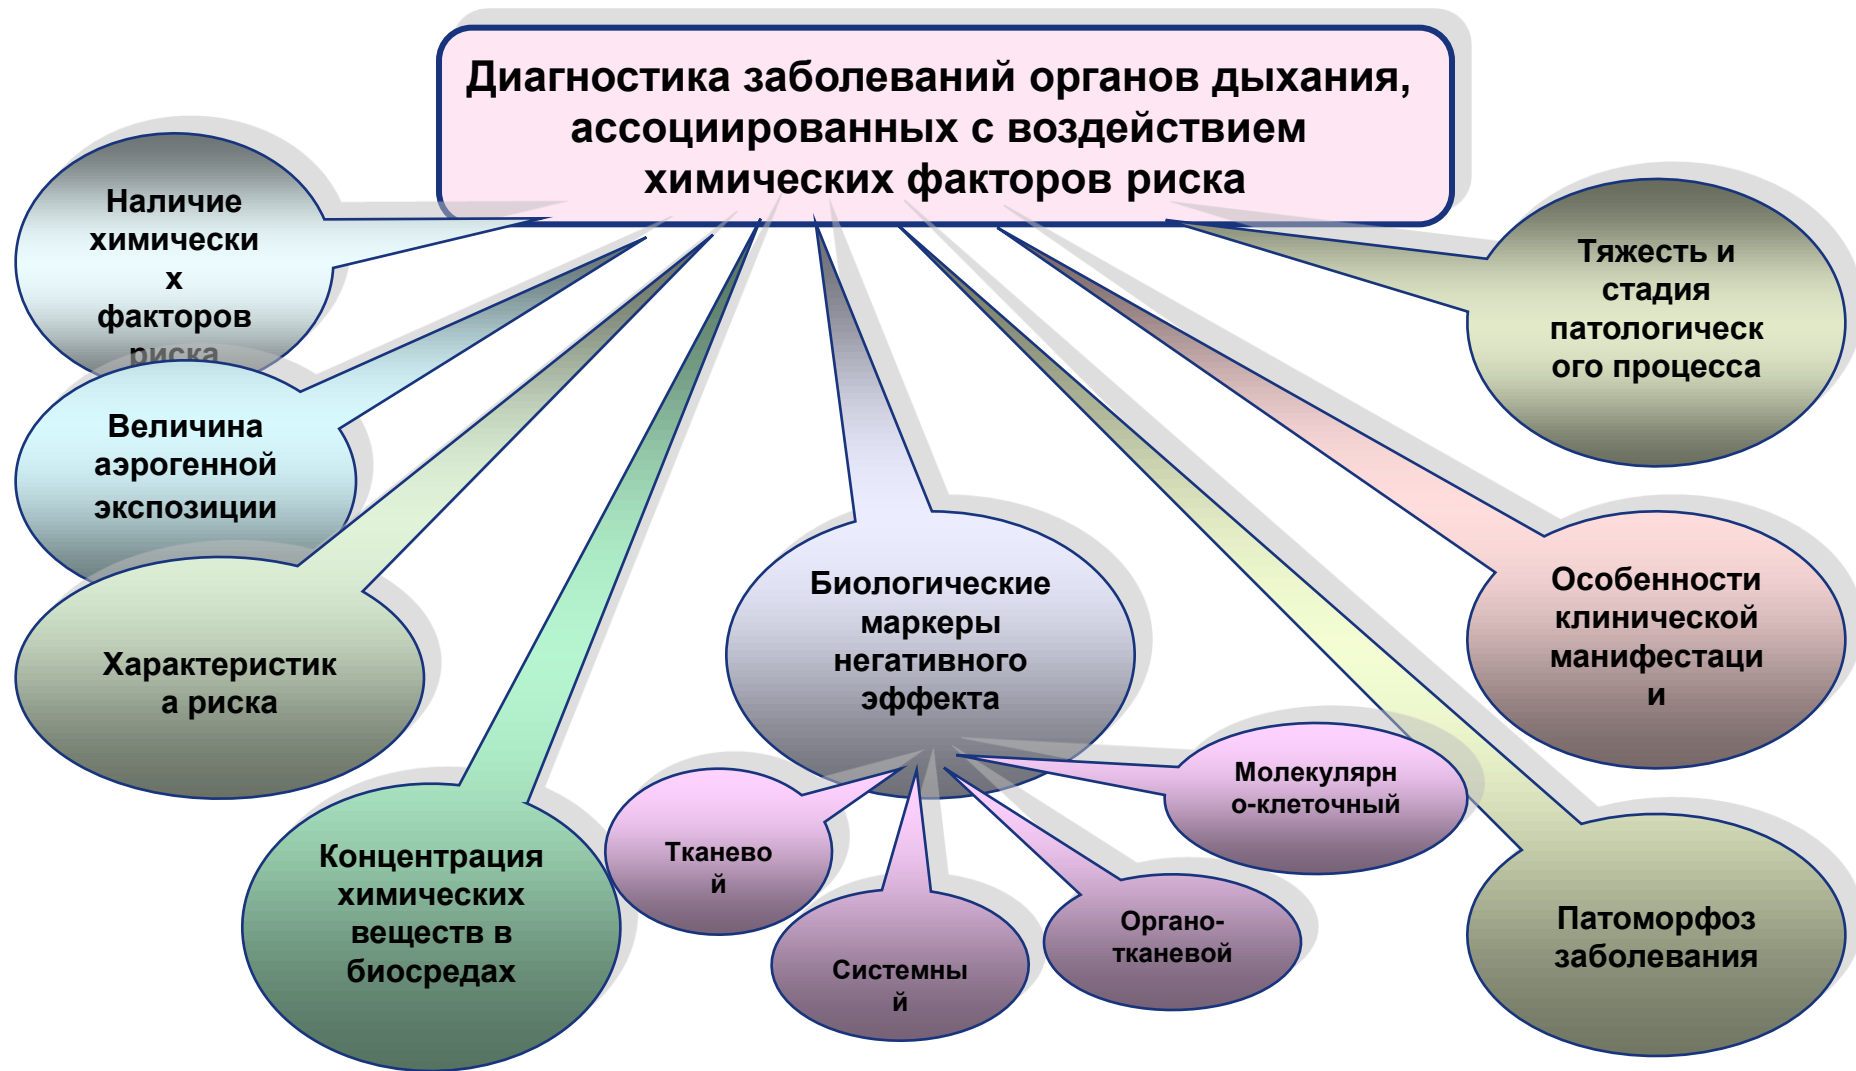 Диагностика заболеваний органов дыхания,
ассоциированных с воздействием
химических факторов риска
Наличие
химически
х
факторов
риска
Величина
аэрогенной
экспозиции
Характеристик
а риска
Концентрация
химических
веществ в
биосредах
Биологические
маркеры
негативного
эффекта
Тканево
й
Системны
й
Органо-
тканевой
Молекулярн
о-клеточный
Тяжесть и
стадия
патологическ
ого процесса
Особенности
клинической
манифестаци
и
Патоморфоз
заболевания